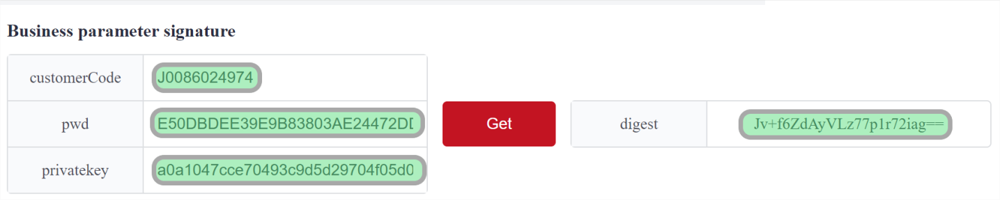 Business parameter signature
customerCode J0086024974
pwd E50DBDEE39E9B83803AE24472DD Get digest Jv+f6ZdAyVLz77p1r72iag==
privatekey a0a1047cce70493c9d5d29704f05d0